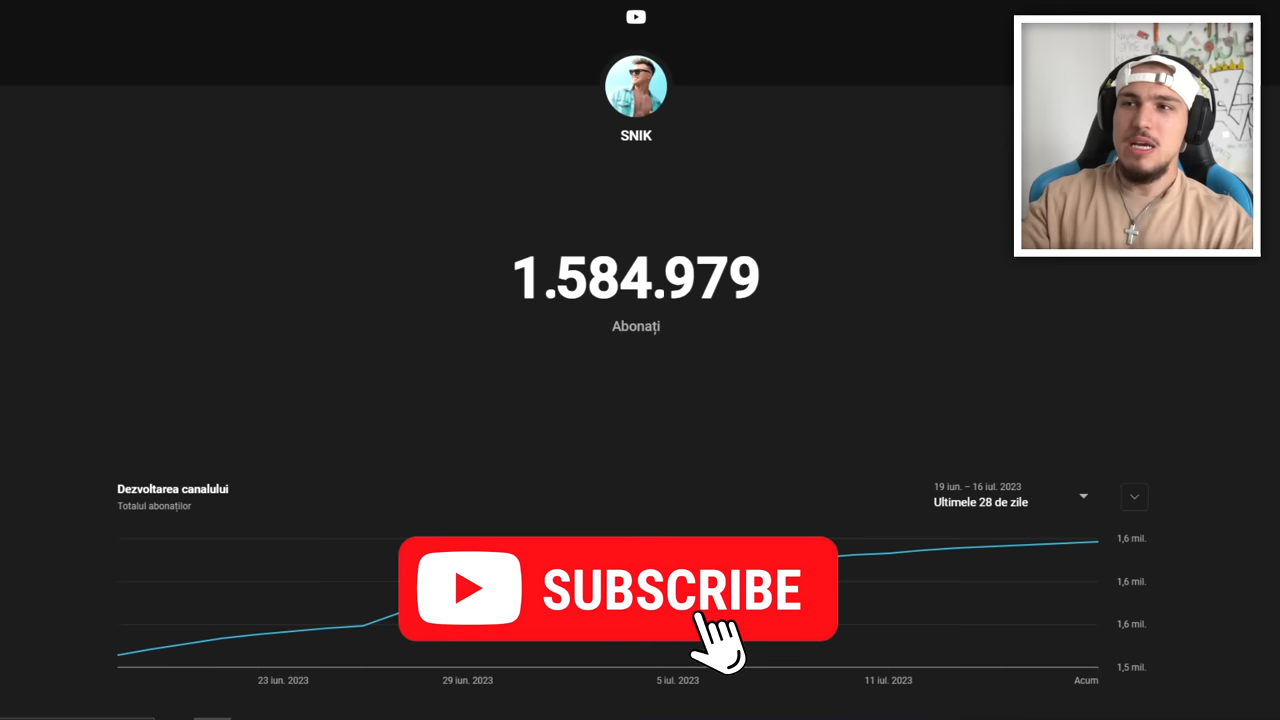 SNIK
1.584.979
Abonați
Dezvoltarea canalului
Totalul abonaților
19 iun. – 16 iul. 2023
Ultimele 28 de zile
1,6 mil.
1,6 mil.
1,6 mil.
1,5 mil.
SUBSCRIBE
23 iun. 2023
29 iun. 2023
5 iul. 2023
11 iul. 2023
Acum